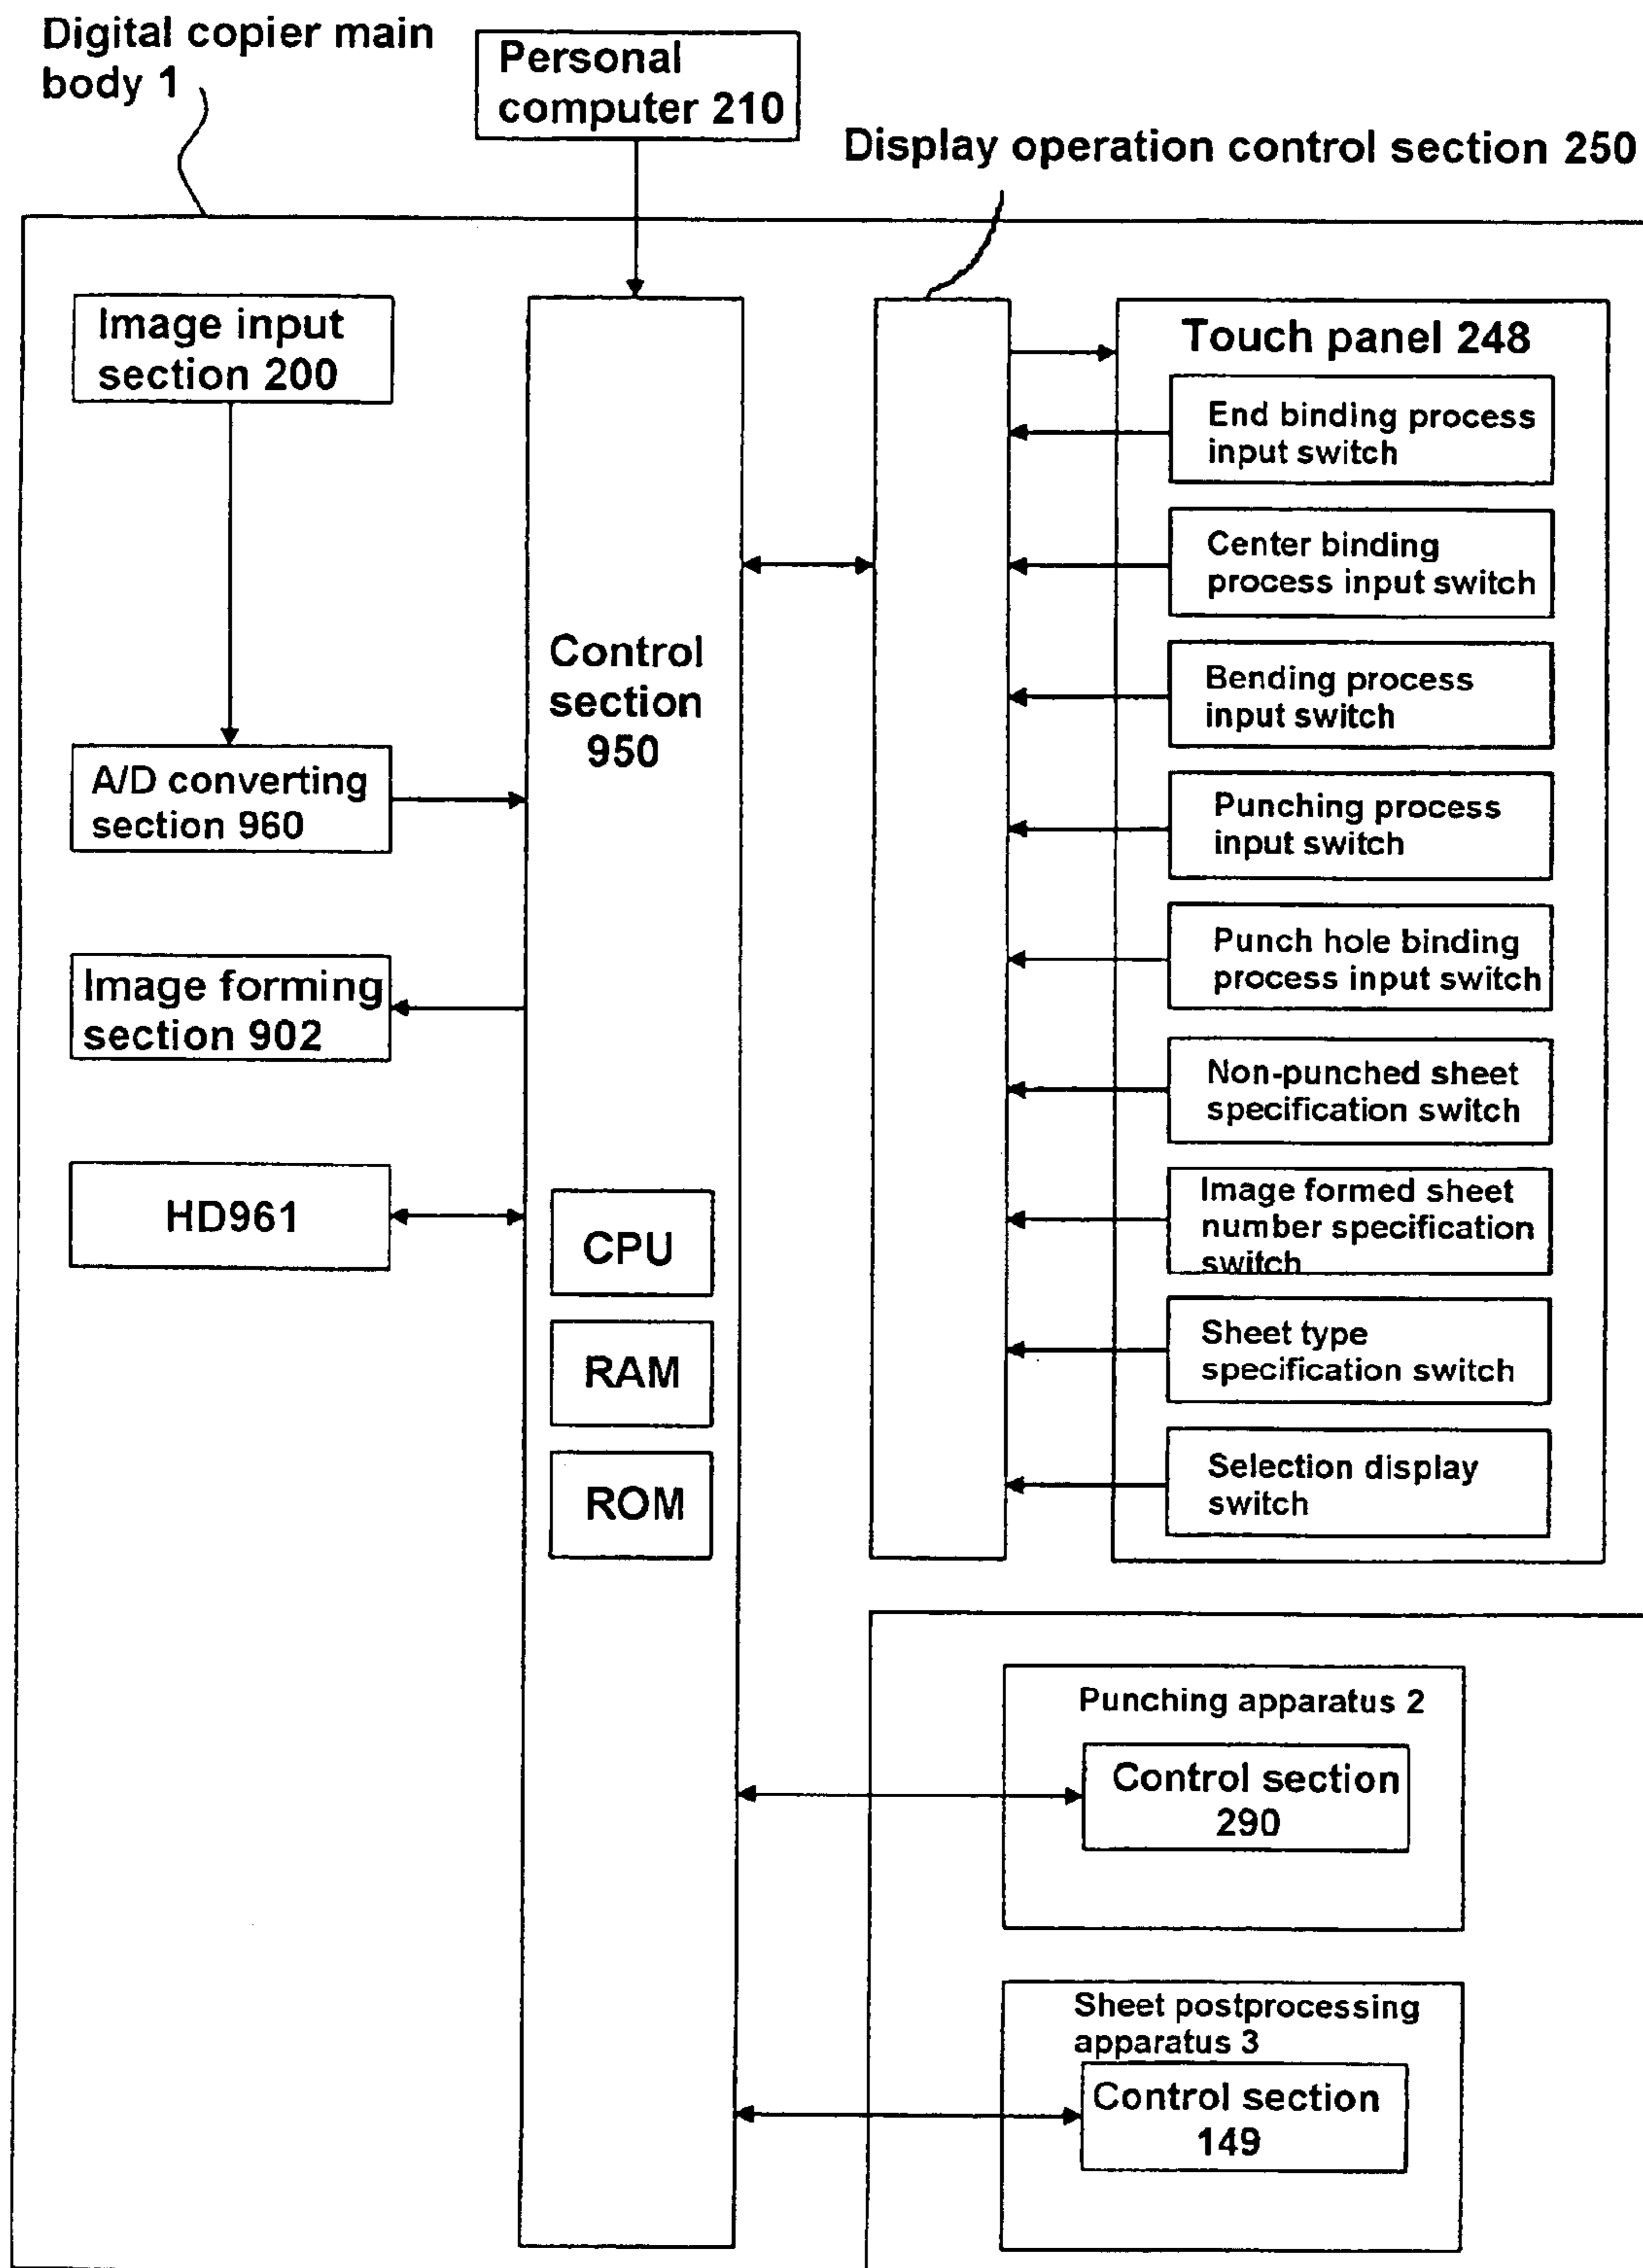 Digital copier main
body 1
Personal
computer 210
Display operation control section 250
Image input
section 200
A/D converting
section 960
Image forming
section 902
HD961
Control
section
950
CPU
RAM
ROM
Touch panel 248
End binding process
input switch
Center binding
process input switch
Bending process
input switch
Punching process
input switch
Punch hole binding
process input switch
Non-punched sheet
specification switch
Image formed sheet
number specification
switch
Sheet type
specification switch
Selection display
switch
Punching apparatus 2
Control section
290
Sheet postprocessing
apparatus 3
Control section
149